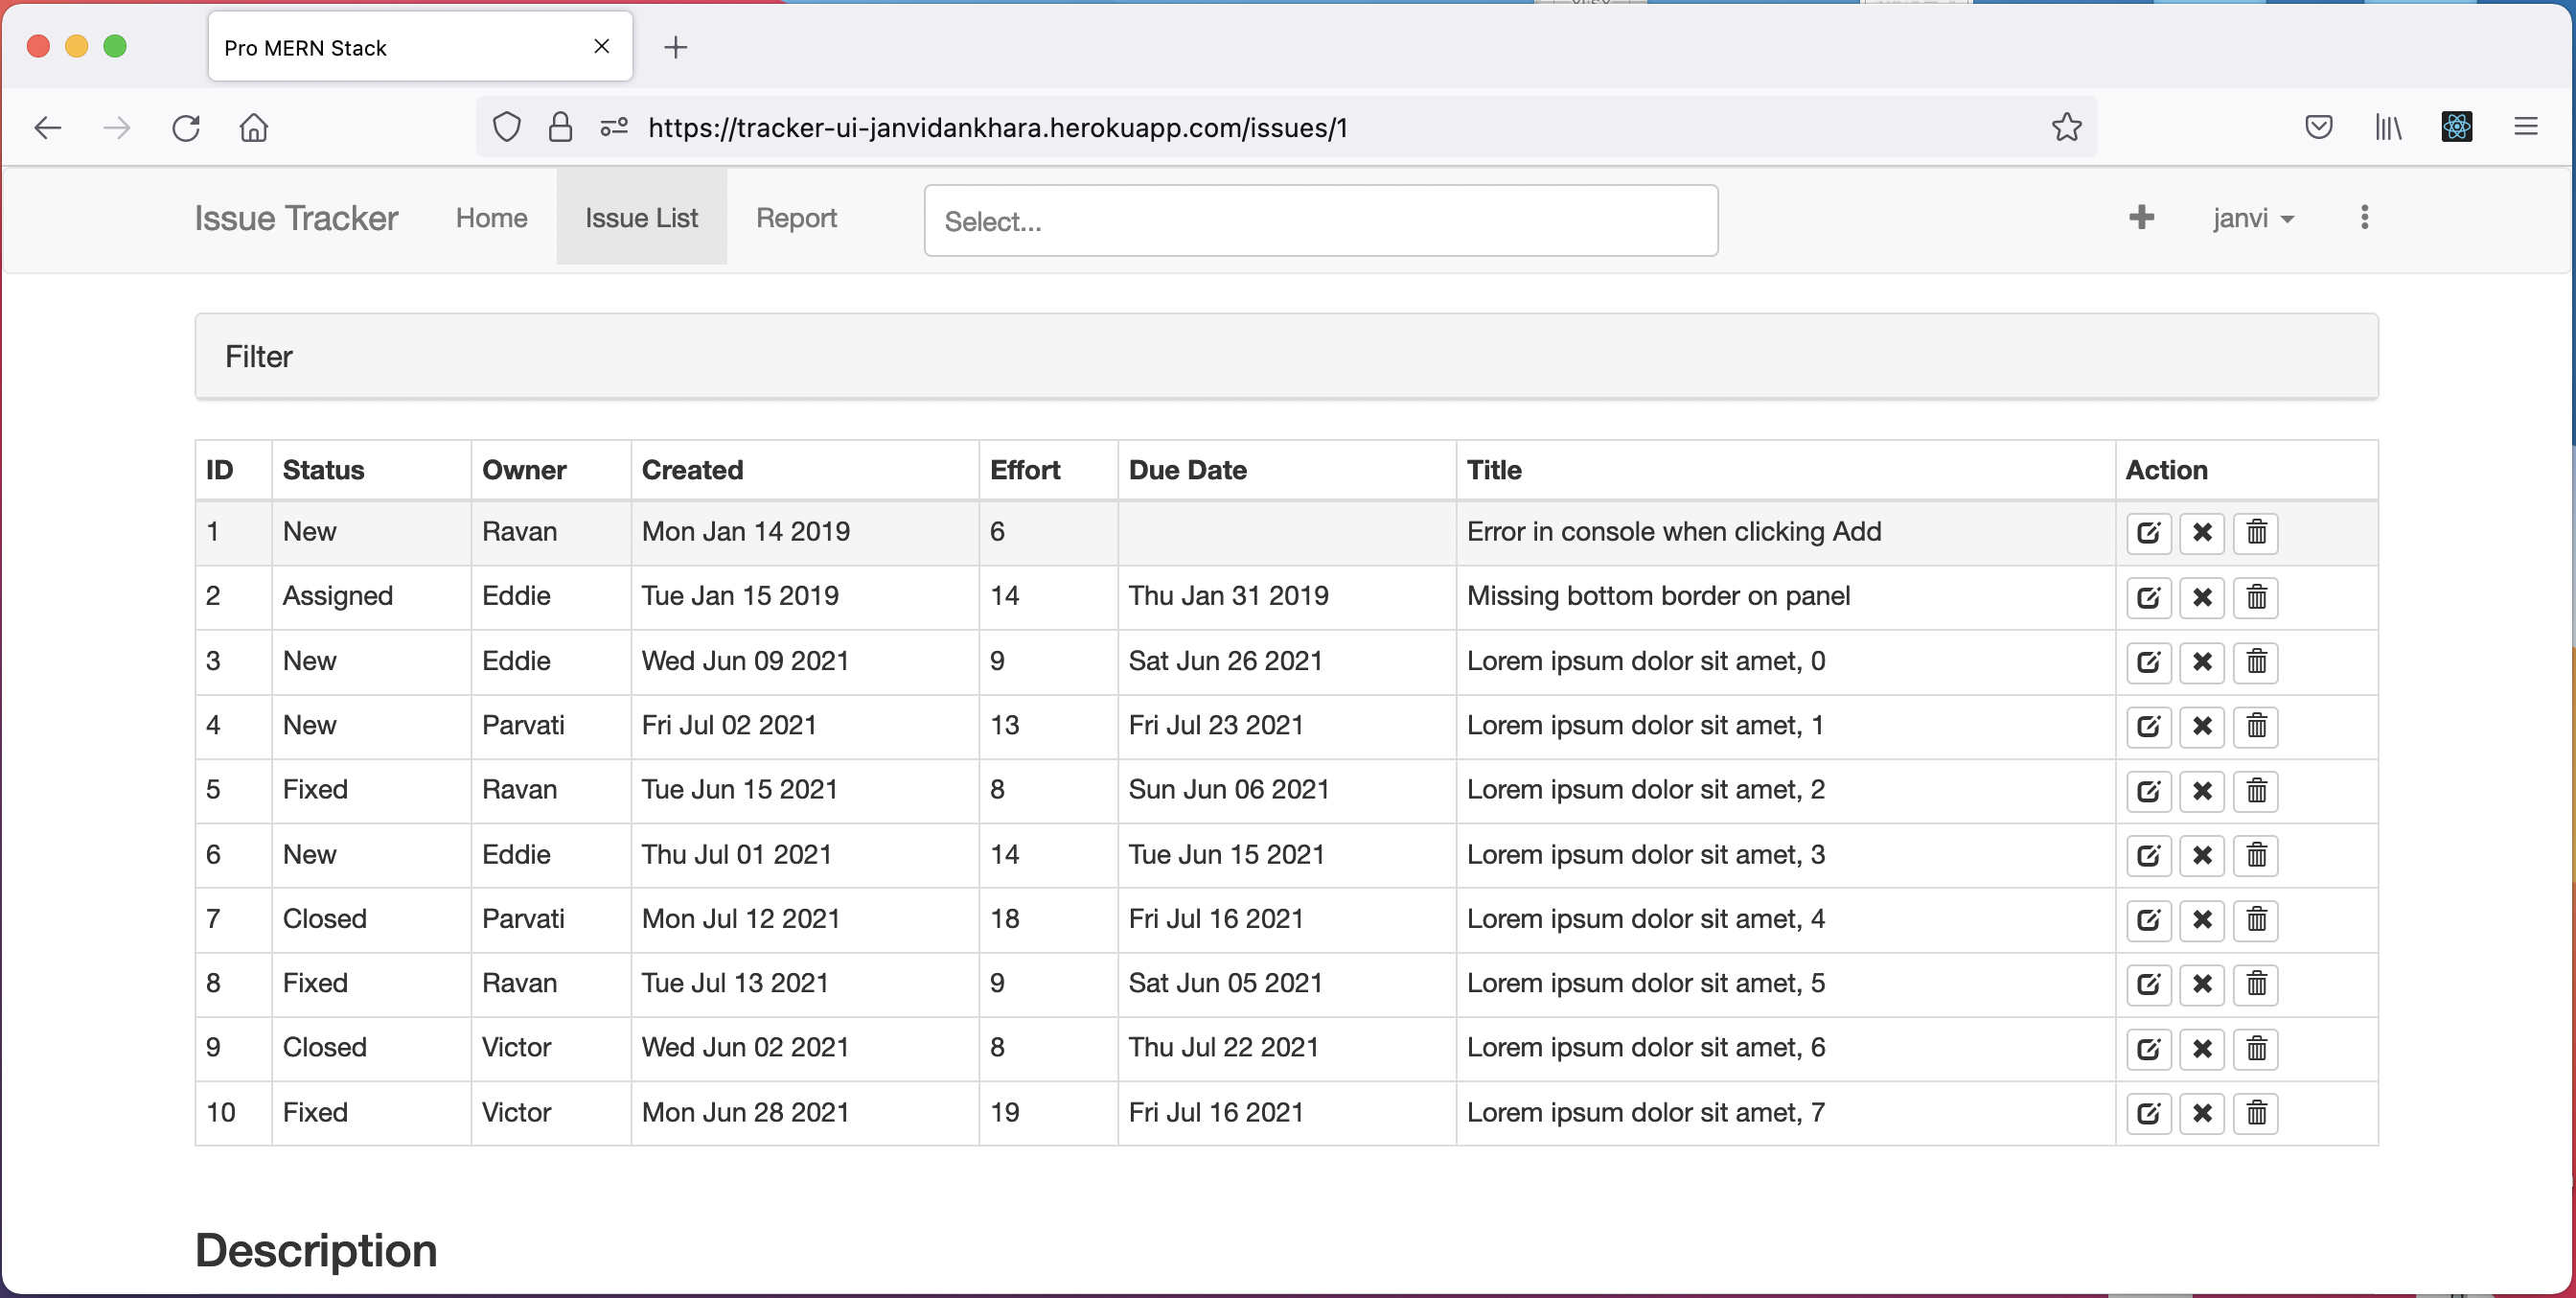 Pro MERN Stack
https://tracker-ui-janvidankhara.herokuapp.com/issues/1
Issue Tracker Home Issue List Report Select... janvi
Filter
ID Status Owner Created Effort Due Date Title Action
1 New Ravan Mon Jan 14 2019 6 Error in console when clicking Add
2 Assigned Eddie Tue Jan 15 2019 14 Thu Jan 31 2019 Missing bottom border on panel
3 New Eddie Wed Jun 09 2021 9 Sat Jun 26 2021 Lorem ipsum dolor sit amet, 0
4 New Parvati Fri Jul 02 2021 13 Fri Jul 23 2021 Lorem ipsum dolor sit amet, 1
5 Fixed Ravan Tue Jun 15 2021 8 Sun Jun 06 2021 Lorem ipsum dolor sit amet, 2
6 New Eddie Thu Jul 01 2021 14 Tue Jun 15 2021 Lorem ipsum dolor sit amet, 3
7 Closed Parvati Mon Jul 12 2021 18 Fri Jul 16 2021 Lorem ipsum dolor sit amet, 4
8 Fixed Ravan Tue Jul 13 2021 9 Sat Jun 05 2021 Lorem ipsum dolor sit amet, 5
9 Closed Victor Wed Jun 02 2021 8 Thu Jul 22 2021 Lorem ipsum dolor sit amet, 6
10 Fixed Victor Mon Jun 28 2021 19 Fri Jul 16 2021 Lorem ipsum dolor sit amet, 7
Description